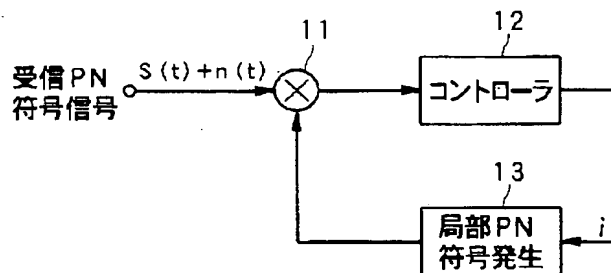 11
12
受信PN
符号信号
S(t)+n(t)
コントローラ
13
局部PN
符号発生
i